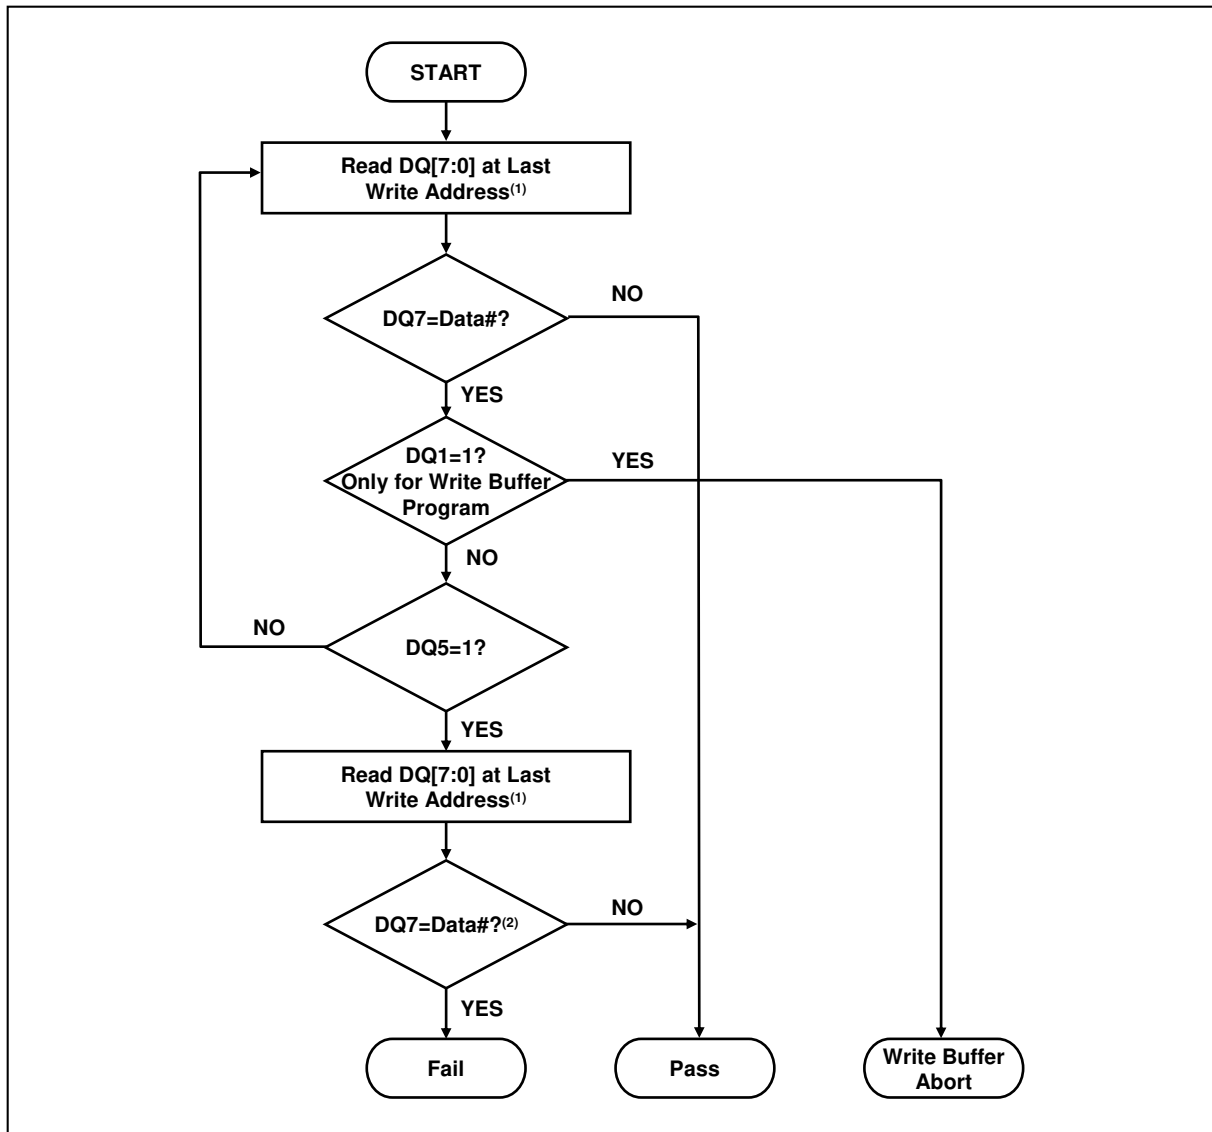 START
Read DQ[7:0] at Last
Write Address(1)
NO
DQ7=Data#?
YES
DQ1=1?
Only for Write Buffer
Program
YES
NO
NO
DQ5=1?
YES
Read DQ[7:0] at Last
Write Address(1)
DQ7=Data#?(2)
NO
YES
Fail
Pass
Write Buffer
Abort